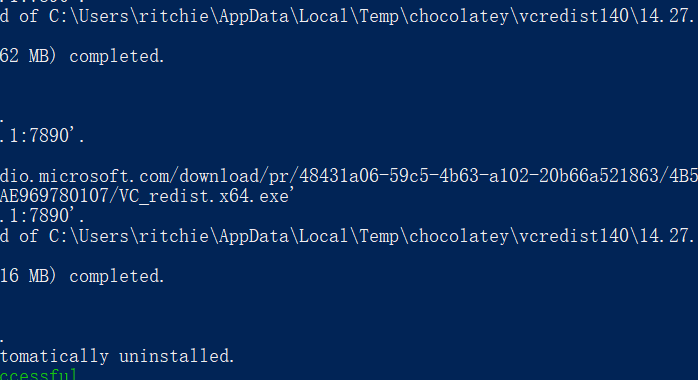 d of C:\Users\ritchie\AppData\Local\Temp\chocolatey\vcredist140\14.27.
62 MB) completed.
.
.1:7890'.
dio.microsoft.com/download/pr/48431a06-59c5-4b63-a102-20b66a521863/4B5
AE969780107/VC_redist.x64.exe'
.1:7890'.
d of C:\Users\ritchie\AppData\Local\Temp\chocolatey\vcredist140\14.27.
16 MB) completed.
.
tomatically uninstalled.
ccessful